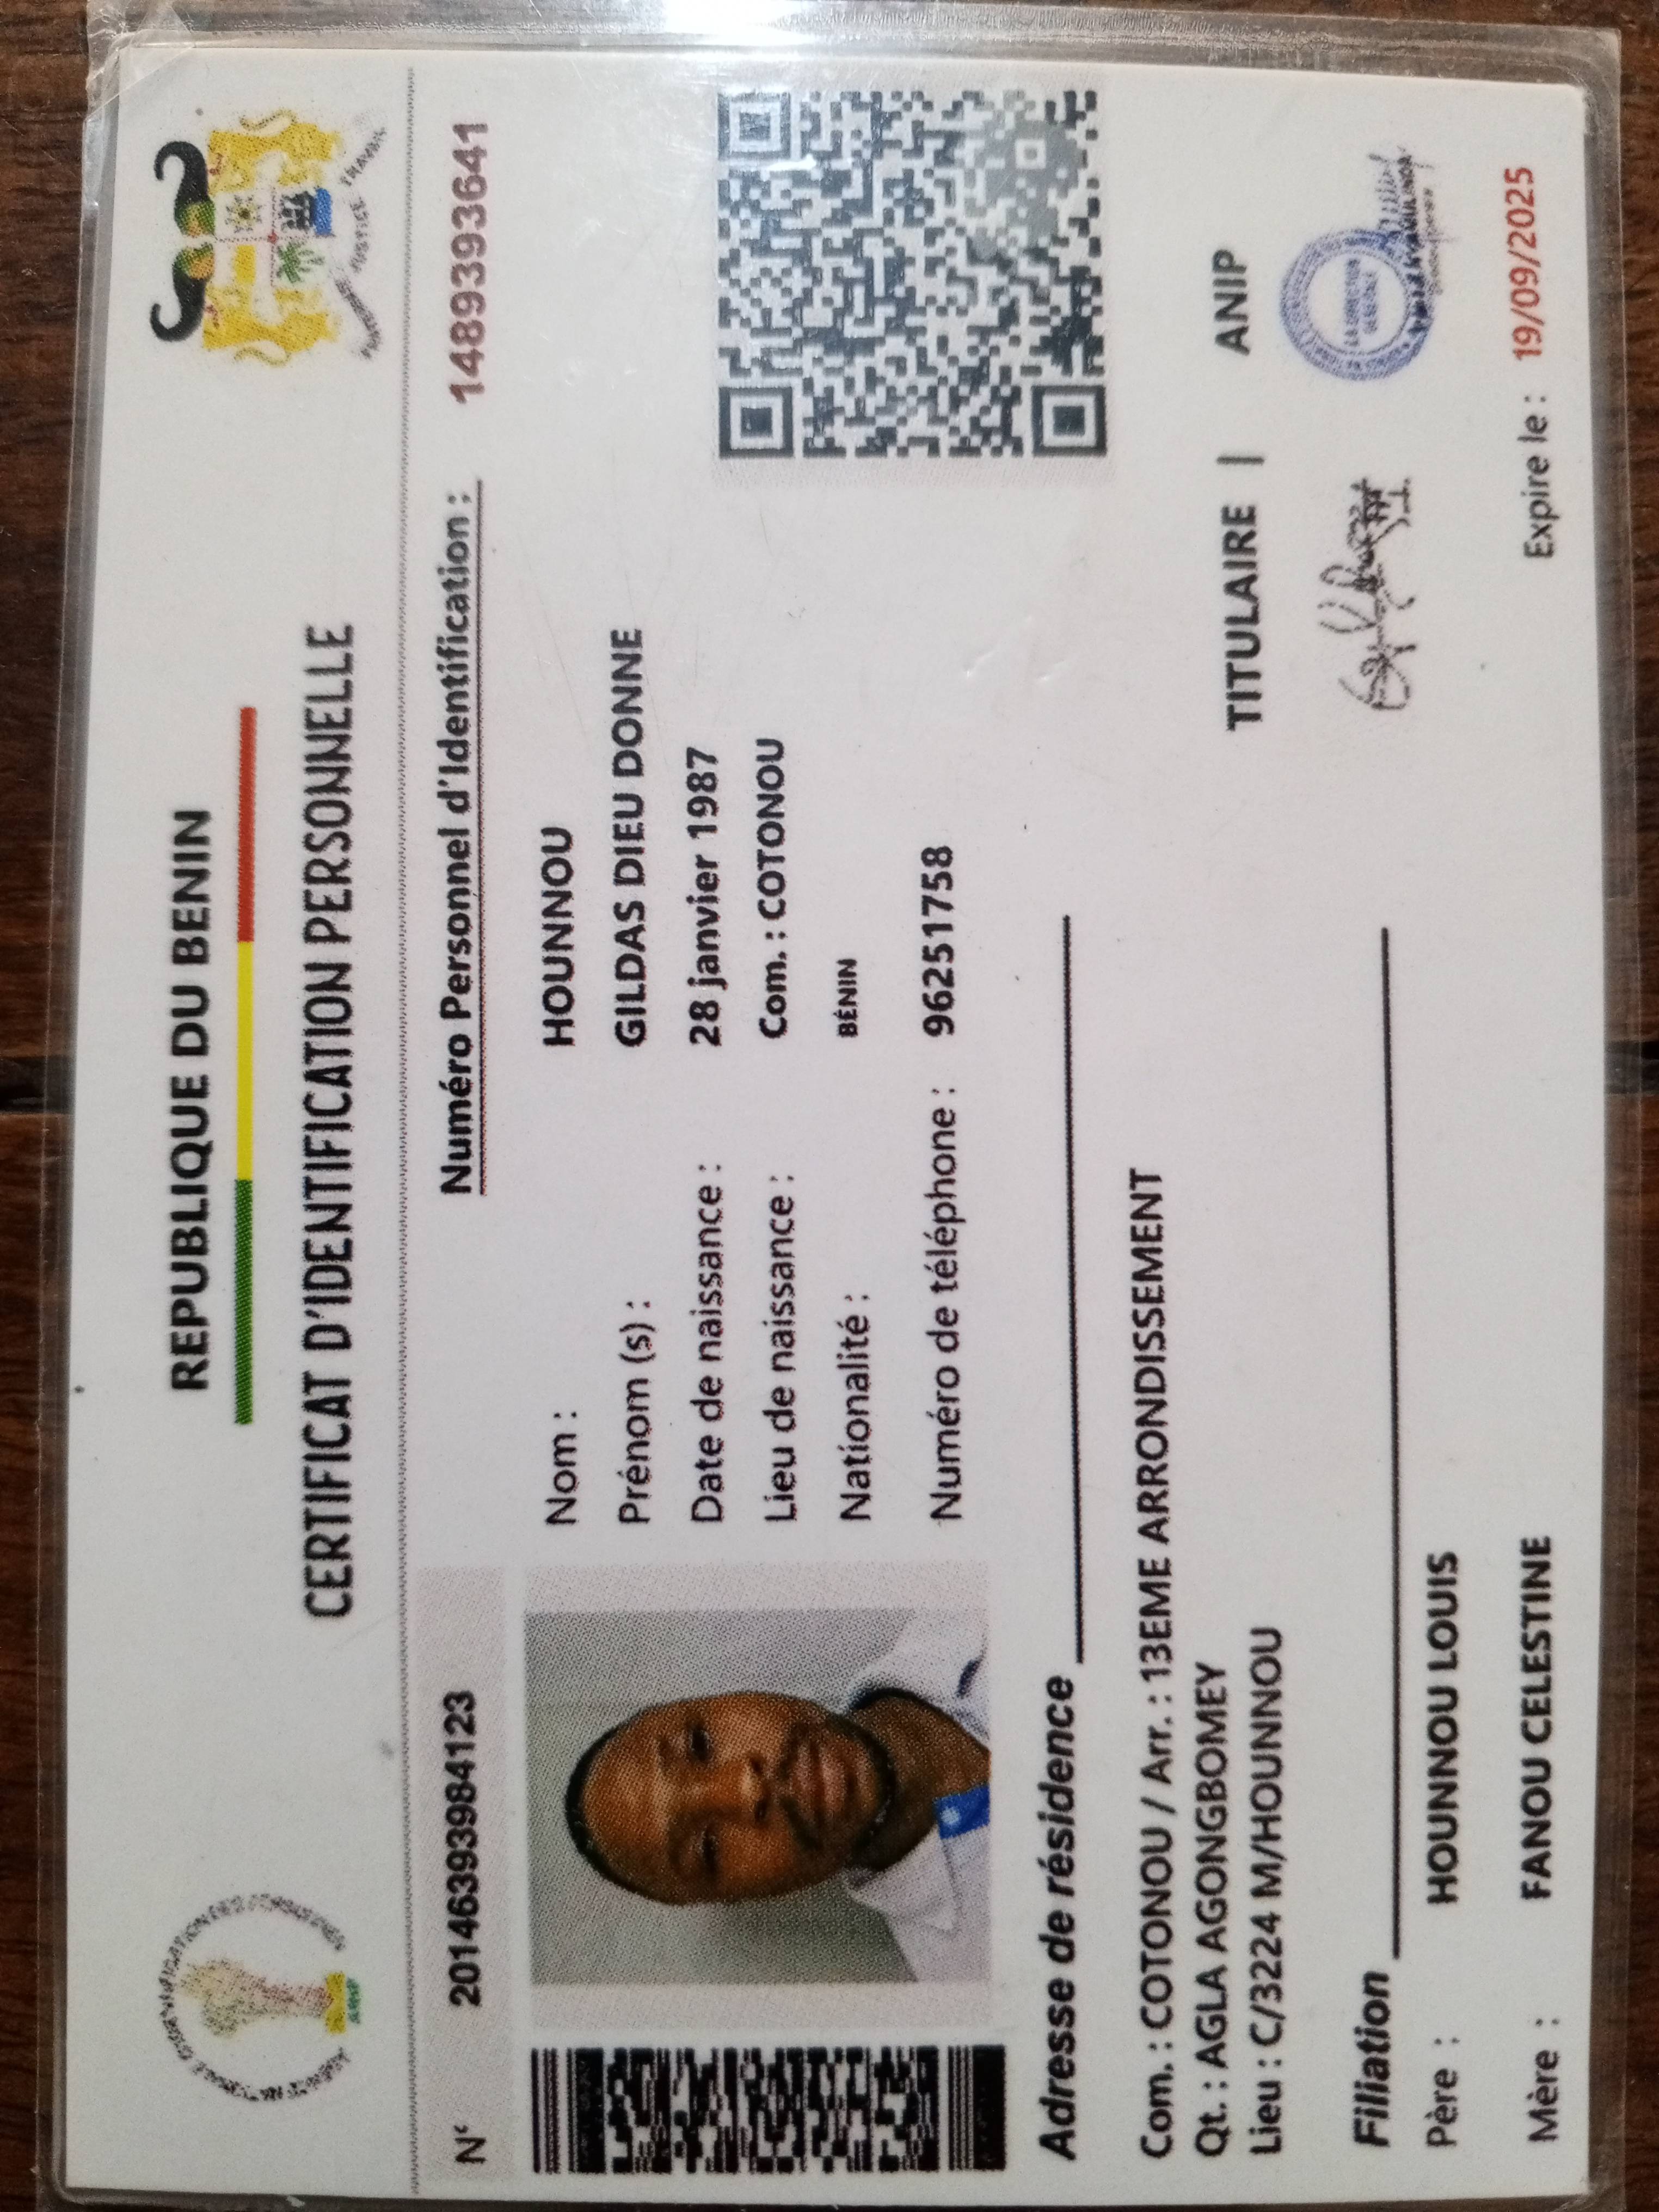 REPUBLIQUE DU BENIN
CERTIFICAT D'IDENTIFICATION PERSONNELLE
JUSTICE TRAVAIL
N° 201463939984123
Numéro Personnel d'Identification : 1489393641
Nom : HOUNNOU
Prénom (s) : GILDAS DIEU DONNE
Date de naissance : 28 janvier 1987
Lieu de naissance : Com. : COTONOU
Nationalité : BÉNIN
Numéro de téléphone : 96251758
Adresse de résidence
Com. : COTONOU / Arr. : 13EME ARRONDISSEMENT
Qt. : AGLA AGONGBOMEY
Lieu : C/3224 M/HOUNNOU
TITULAIRE | ANIP
Filiation
Père : HOUNNOU LOUIS
Mère : FANOU CELESTINE
Expire le : 19/09/2025